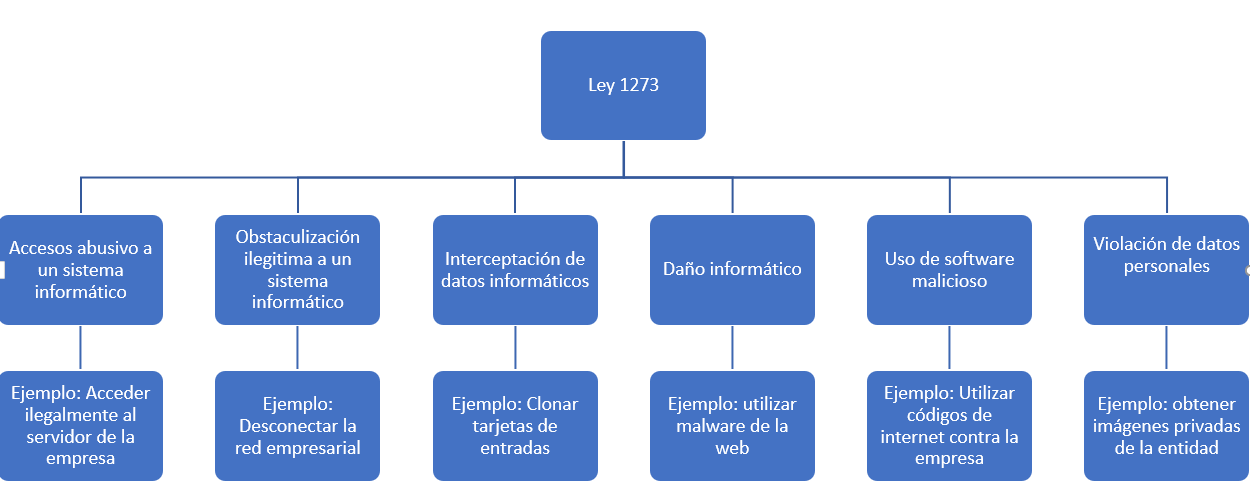 Ley 1273
Accesos abusivo a
un sistema
informático
Obstaculización
ilegitima a un
sistema
informático
Interceptación de
datos informáticos
Daño informático
Uso de software
malicioso
Violación de datos
personales
Ejemplo: Acceder
ilegalmente al
servidor de la
empresa
Ejemplo:
Desconectar la
red empresarial
Ejemplo: Clonar
tarjetas de
entradas
Ejemplo: utilizar
malware de la
web
Ejemplo: Utilizar
códigos de
internet contra la
empresa
Ejemplo: obtener
imágenes privadas
de la entidad